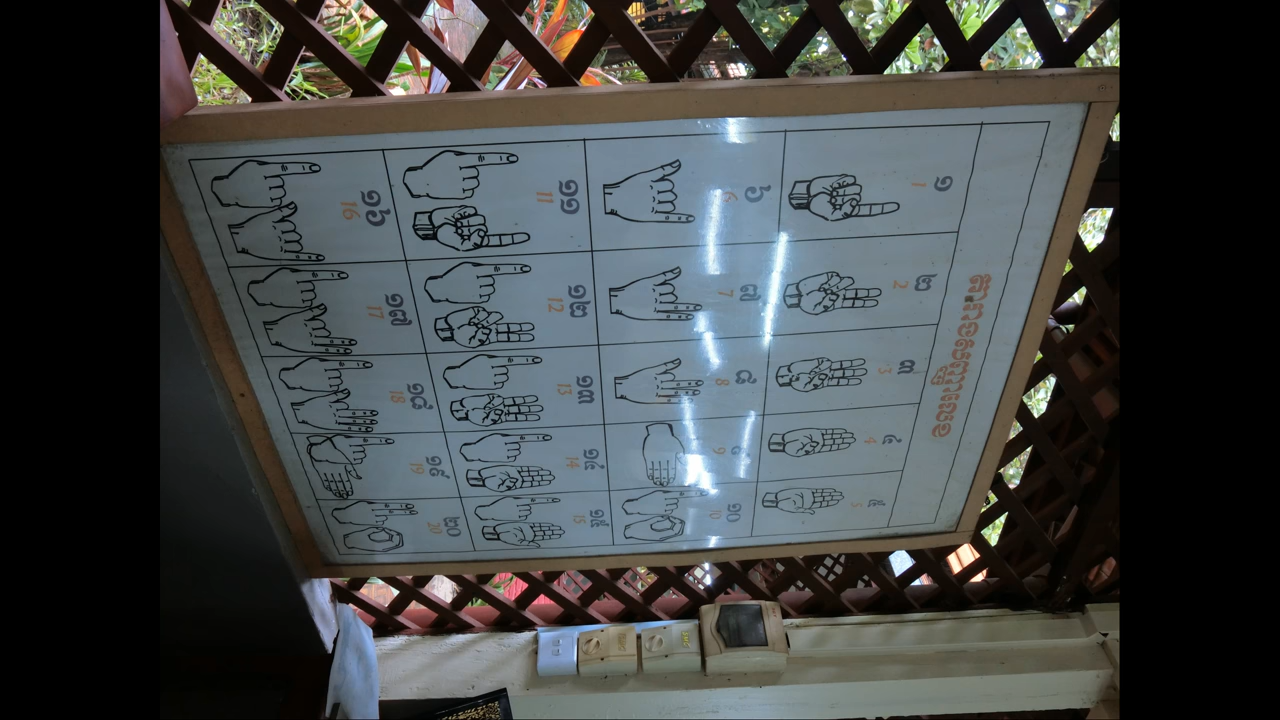 ១ ២ ៣ ៤ ៥
1 2 3 4 5
៦ ៧ ៨ ៩ ១០
6 7 8 9 10
១១ ១២ ១៣ ១៤ ១៥
11 12 13 14 15
១៦ ១៧ ១៨ ១៩ ២០
16 17 18 19 20